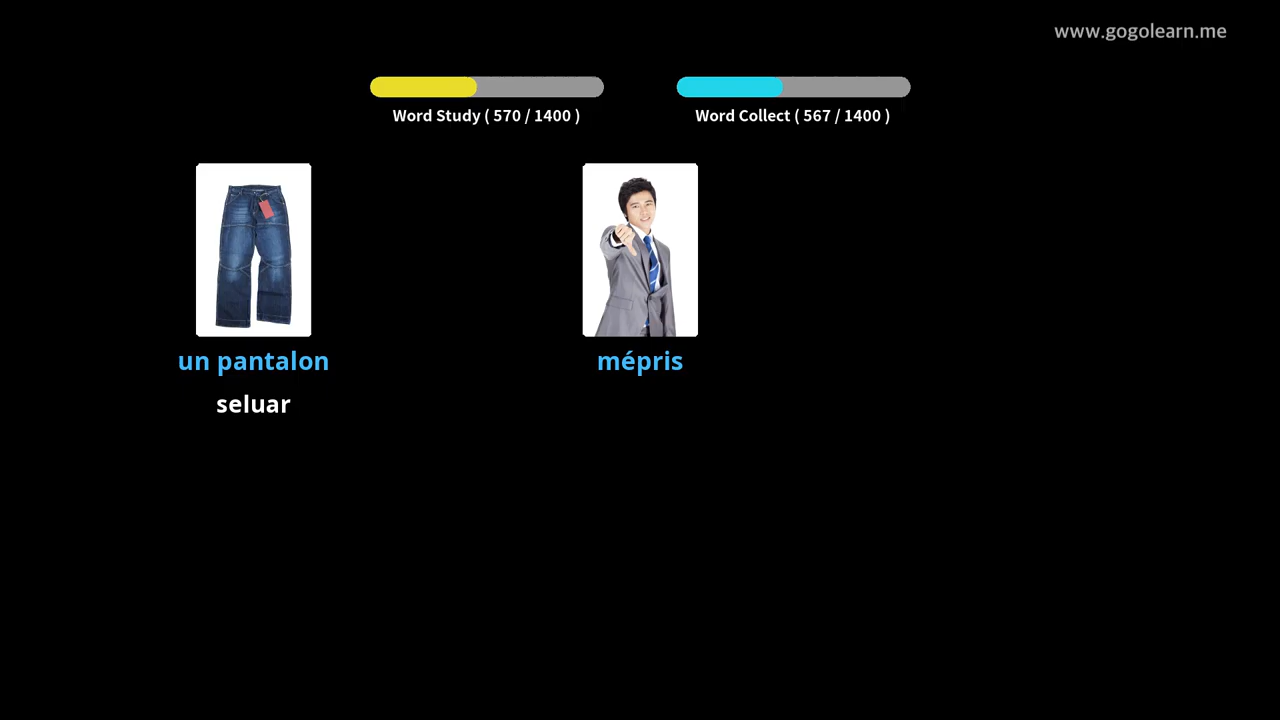 www.gogolearn.me
Word Study ( 570 / 1400 )
Word Collect ( 567 / 1400 )
un pantalon
mépris
seluar